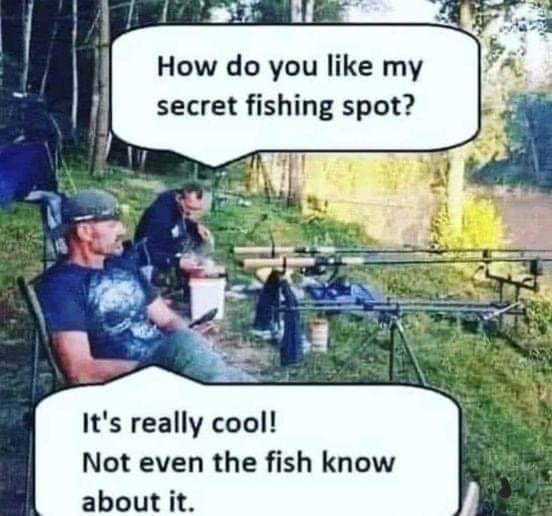 How do you like my
secret fishing spot?
It's really cool!
Not even the fish know
about it.